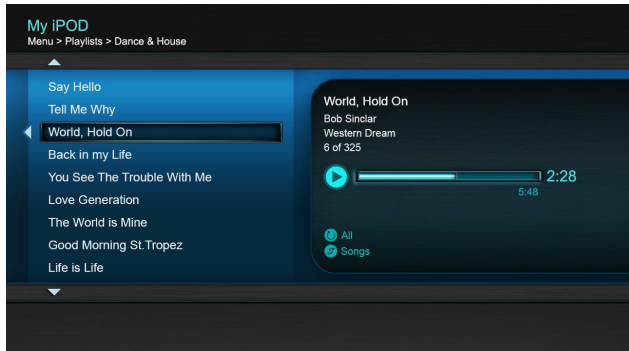 My iPOD
Menu > Playlists > Dance & House
Say Hello
Tell Me Why
World, Hold On
Back in my Life
You See The Trouble With Me
Love Generation
The World is Mine
Good Morning St.Tropez
Life is Life
World, Hold On
Bob Sinclar
Western Dream
6 of 325
2:28
5:48
All
Songs